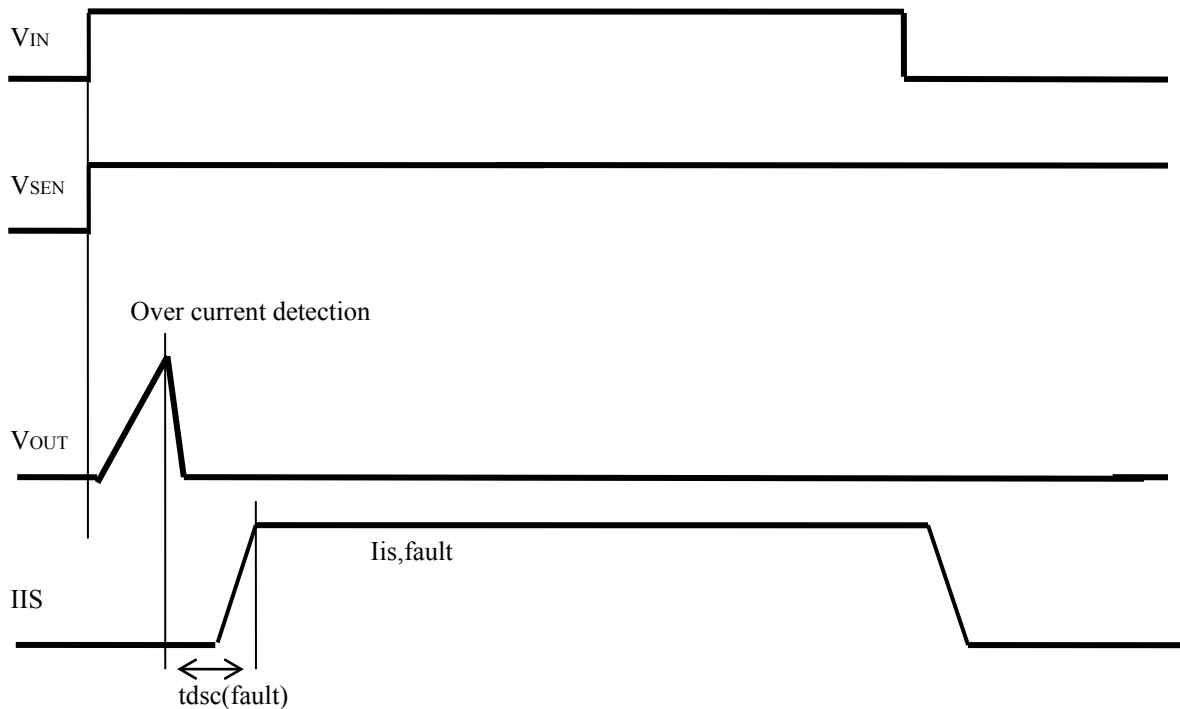 VIN
VSEN
Over current detection
VOUT
Iis,fault
IIS
tdsc(fault)